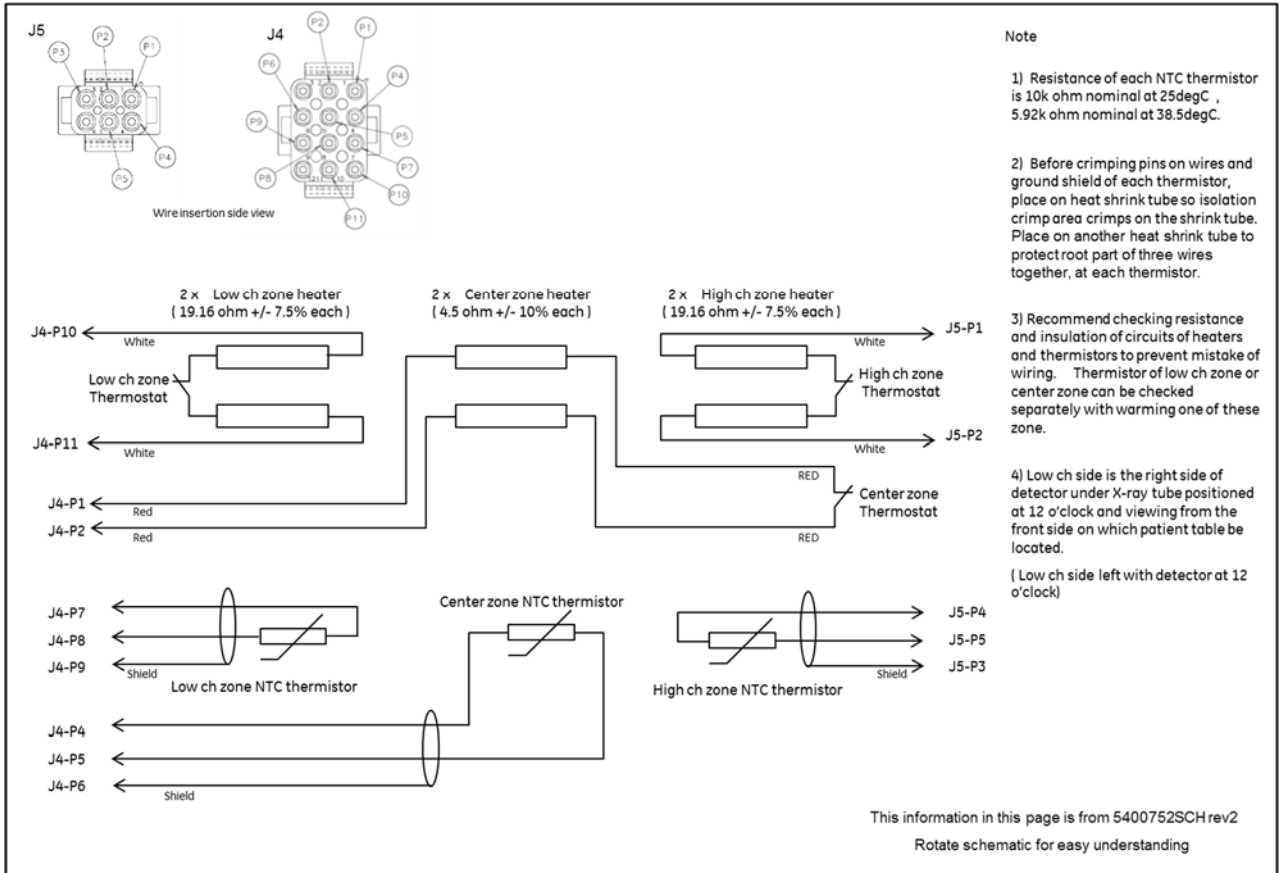 J5
P3
P2
P1
P4
P5
J4
P2
P1
P6
P4
P9
P5
P7
P8
P10
P11
Wire insertion side view
2 x Low ch zone heater
( 19.16 ohm +/- 7.5% each )
2 x Center zone heater
( 4.5 ohm +/- 10% each )
2 x High ch zone heater
( 19.16 ohm +/- 7.5% each )
J4-P10
White
Low ch zone
Thermostat
J4-P11
White
J5-P1
White
High ch zone
Thermostat
J5-P2
White
RED
J4-P1
Red
J4-P2
Red
Center zone
Thermostat
RED
J4-P7
J4-P8
J4-P9
Shield
Low ch zone NTC thermistor
Center zone NTC thermistor
J5-P4
J5-P5
J5-P3
Shield
High ch zone NTC thermistor
J4-P4
J4-P5
J4-P6
Shield
Note
1) Resistance of each NTC thermistor
is 10k ohm nominal at 25degC ,
5.92k ohm nominal at 38.5degC.
2) Before crimping pins on wires and
ground shield of each thermistor,
place on heat shrink tube so isolation
crimp area crimps on the shrink tube.
Place on another heat shrink tube to
protect root part of three wires
together, at each thermistor.
3) Recommend checking resistance
and insulation of circuits of heaters
and thermistors to prevent mistake of
wiring. Thermistor of low ch zone or
center zone can be checked
separately with warming one of these
zone.
4) Low ch side is the right side of
detector under X-ray tube positioned
at 12 o'clock and viewing from the
front side on which patient table be
located.
( Low ch side left with detector at 12
o'clock)
This information in this page is from 5400752SCH rev2
Rotate schematic for easy understanding